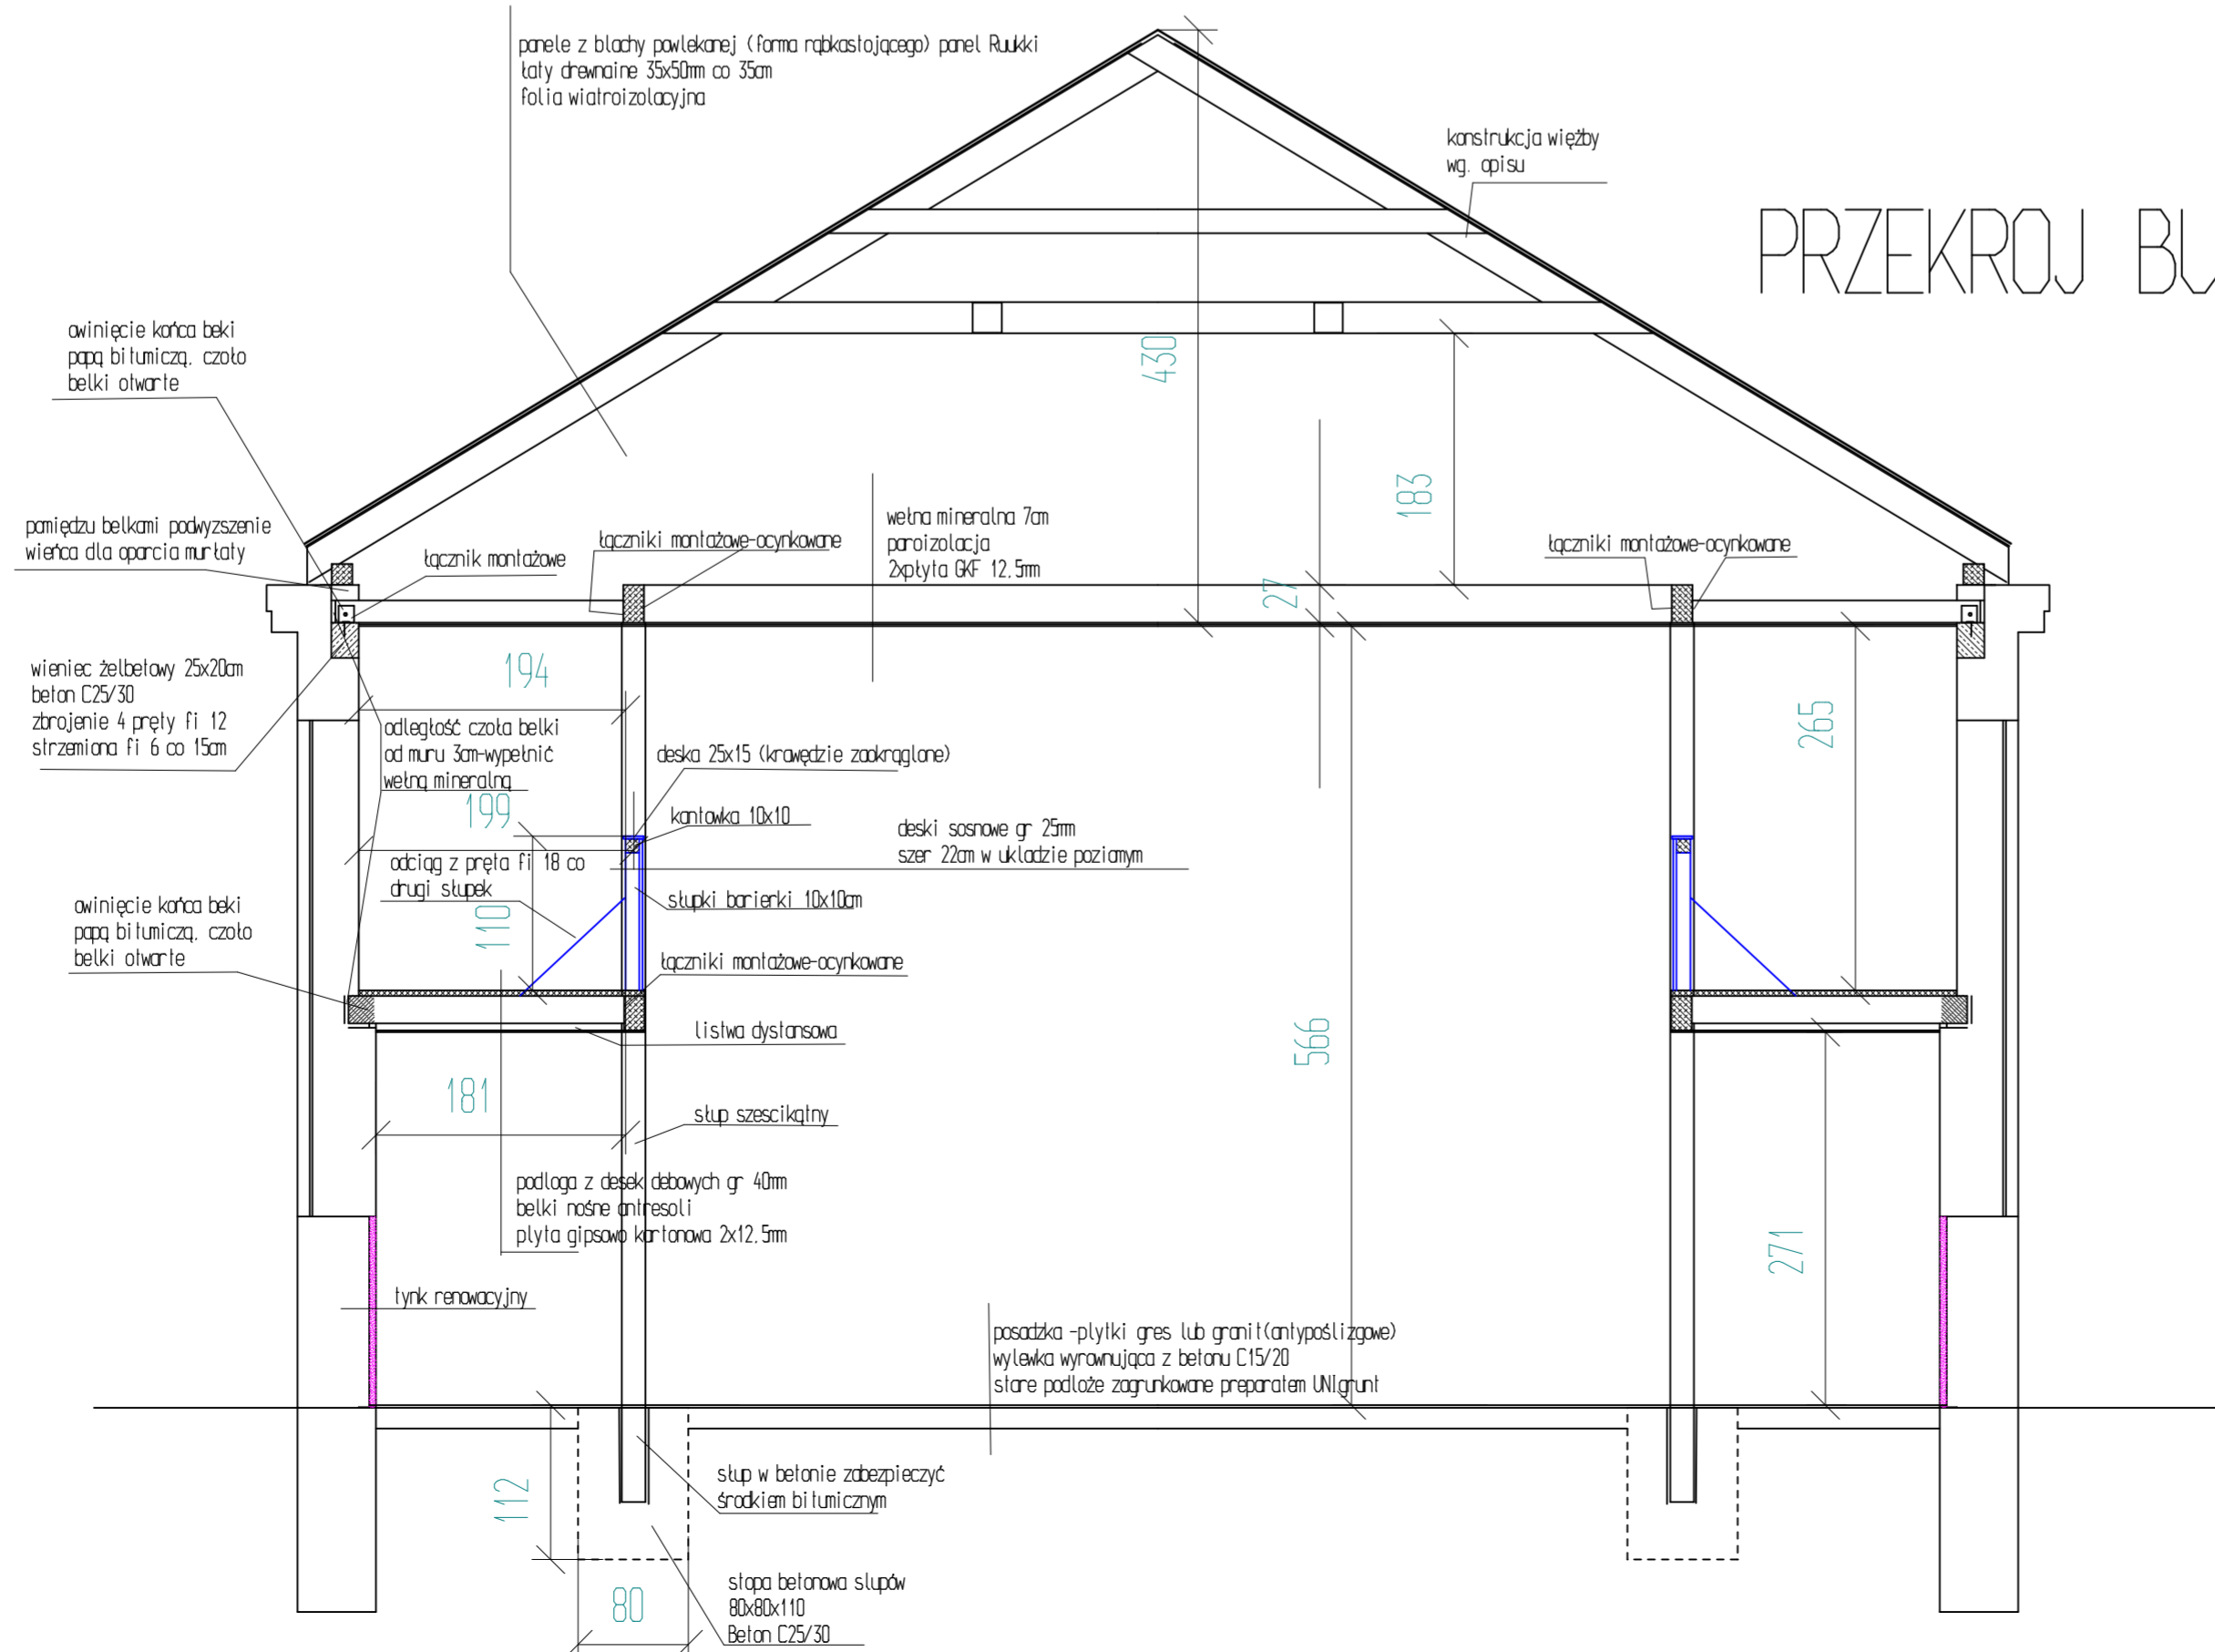 panele z blachy powlekanej (forma rąbkastojącego) panel Ruukki
łaty drewnaine 35x50mm co 35cm
folia wiatroizolacyjna
konstrukcja więźby
wg. opisu
PRZEKROJ BU
430
183
27
owinięcie końca beki
papą bitumiczą, czoło
belki otwarte
pomiędzu belkami podwyzszenie
wieńca dla oparcia murłaty
łącznik montażowe
łączniki montażowe-ocynkowane
wełna mineralna 7cm
paroizolacja
2xpłyta GKF 12,5mm
łączniki montażowe-ocynkowane
wieniec żelbetowy 25x20cm
beton C25/30
zbrojenie 4 pręty fi 12
strzemiona fi 6 co 15cm
194
265
odległość czoła belki
od muru 3cm-wypełnić
wełną mineralną
199
deska 25x15 (krawędzie zaokrąglone)
kantowka 10x10
deski sosnowe gr 25mm
szer 22cm w ukladzie poziomym
odciąg z pręta fi 18 co
drugi słupek
110
słupki barierki 10x10cm
owinięcie końca beki
papą bitumiczą, czoło
belki otwarte
łączniki montażowe-ocynkowane
listwa dystansowa
566
181
słup szescikątny
podloga z desek debowych gr 40mm
belki nośne antresoli
plyta gipsowo kartonowa 2x12,5mm
271
tynk renowacyjny
posadzka -plytki gres lub granit(antypoślizgowe)
wylewka wyrownująca z betonu C15/20
stare podloże zagrunkowane preparatem UNIgrunt
112
słup w betonie zabezpieczyć
środkiem bitumicznym
80
stopa betonowa slupów
80x80x110
Beton C25/30